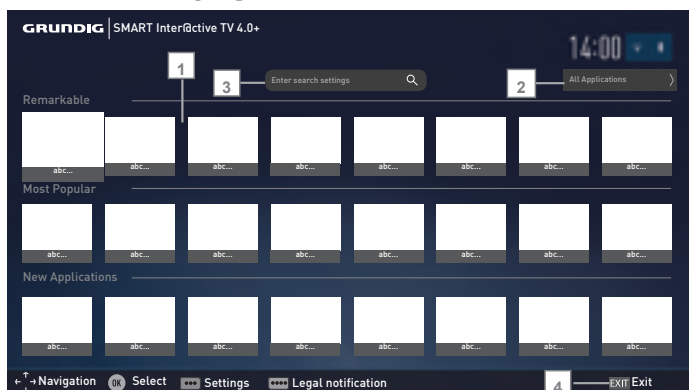 GRUNDIG SMART Inter@ctive TV 4.0+
14:00
1
3 Enter search settings
2 All Applications
Remarkable
abc... abc... abc... abc... abc... abc... abc... abc...
Most Popular
abc... abc... abc... abc... abc... abc... abc... abc...
New Applications
abc... abc... abc... abc... abc... abc... abc... abc...
Navigation OK Select Settings Legal notification 4 EXIT Exit